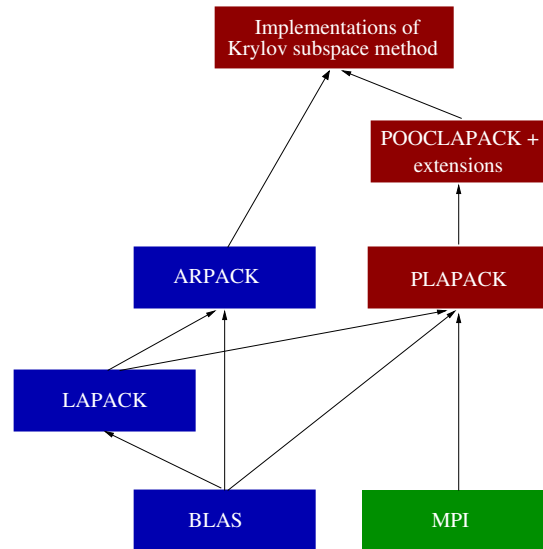 Implementations of
Krylov subspace method
POOCLAPACK +
extensions
ARPACK
PLAPACK
LAPACK
BLAS
MPI